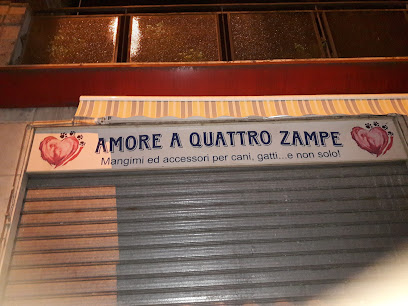 AMORE A QUATTRO ZAMPE
Mangimi ed accessori per cani, gatti...e non solo!